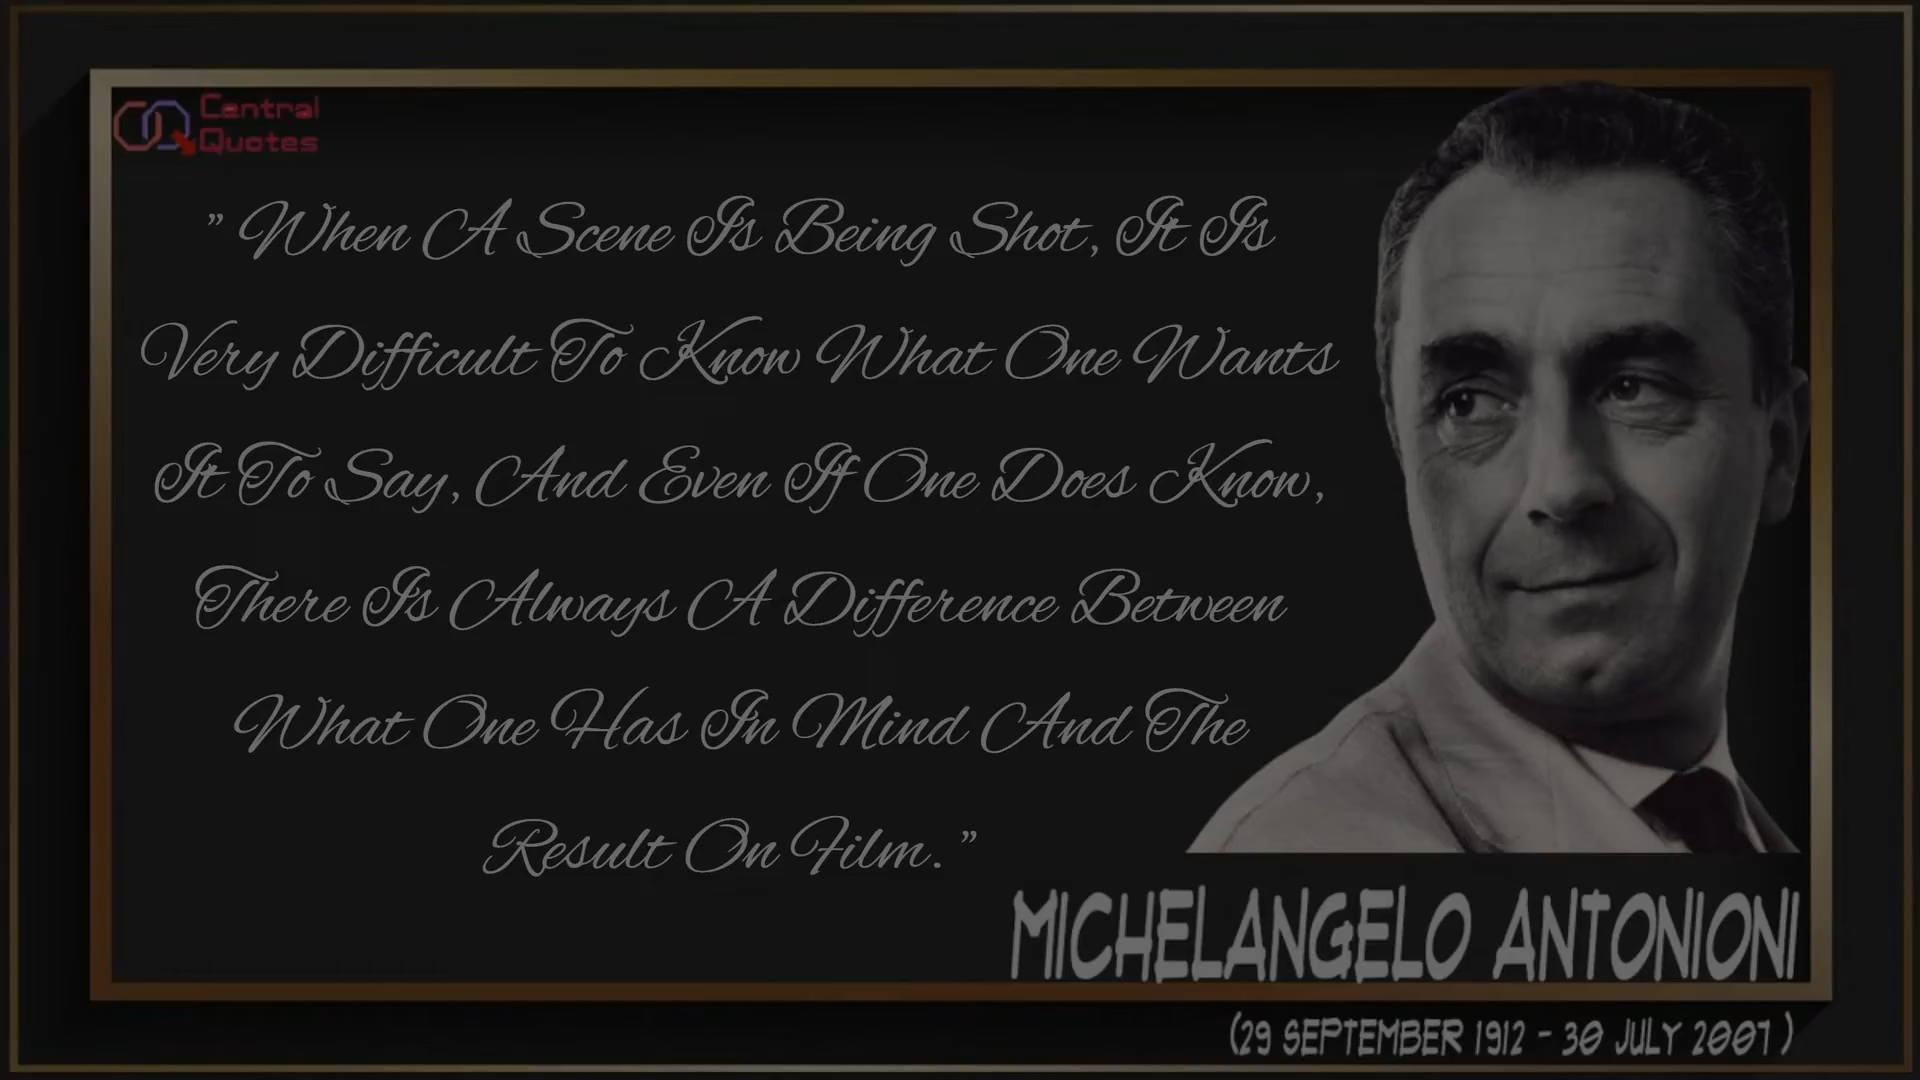 Central
Quotes
" When A Scene Is Being Shot, It Is
Very Difficult To Know What One Wants
It To Say, And Even If One Does Know,
There Is Always A Difference Between
What One Has In Mind And The
Result On Film. "
MICHELANGELO ANTONIONI
(29 SEPTEMBER 1912 - 30 JULY 2007 )